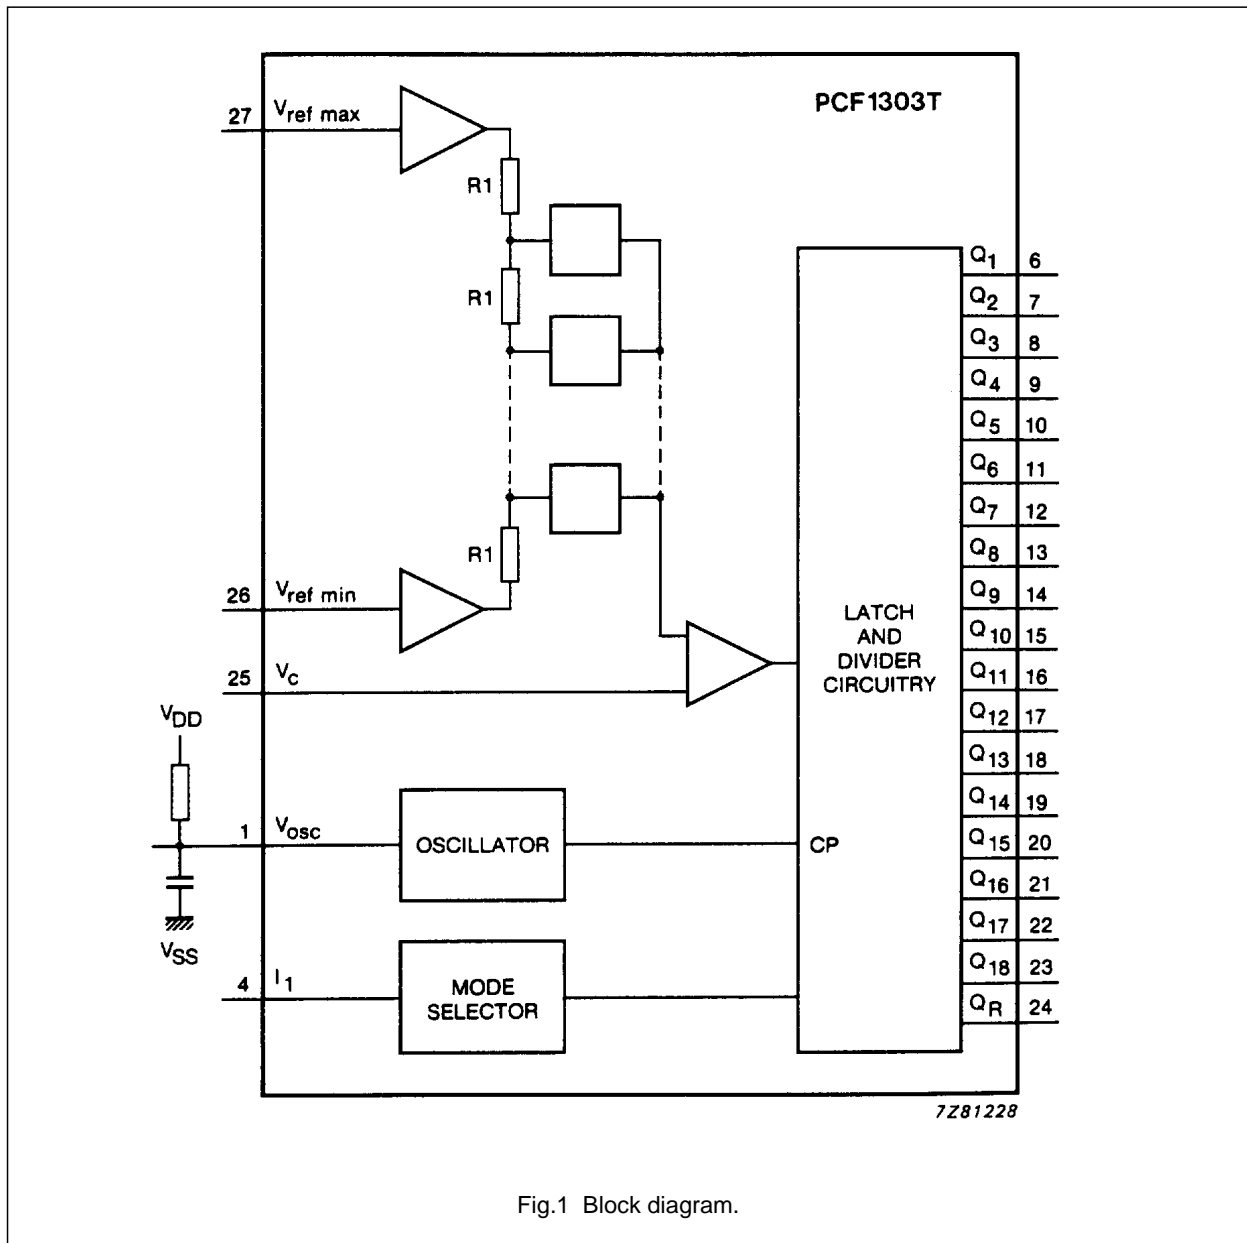 PCF1303T
27 Vref max
R1
R1
R1
26 Vref min
25 Vc
VDD
1 Vosc
OSCILLATOR
CP
VSS
4 I1
MODE
SELECTOR
LATCH
AND
DIVIDER
CIRCUITRY
Q1 6
Q2 7
Q3 8
Q4 9
Q5 10
Q6 11
Q7 12
Q8 13
Q9 14
Q10 15
Q11 16
Q12 17
Q13 18
Q14 19
Q15 20
Q16 21
Q17 22
Q18 23
QR 24
7Z81228
Fig.1 Block diagram.